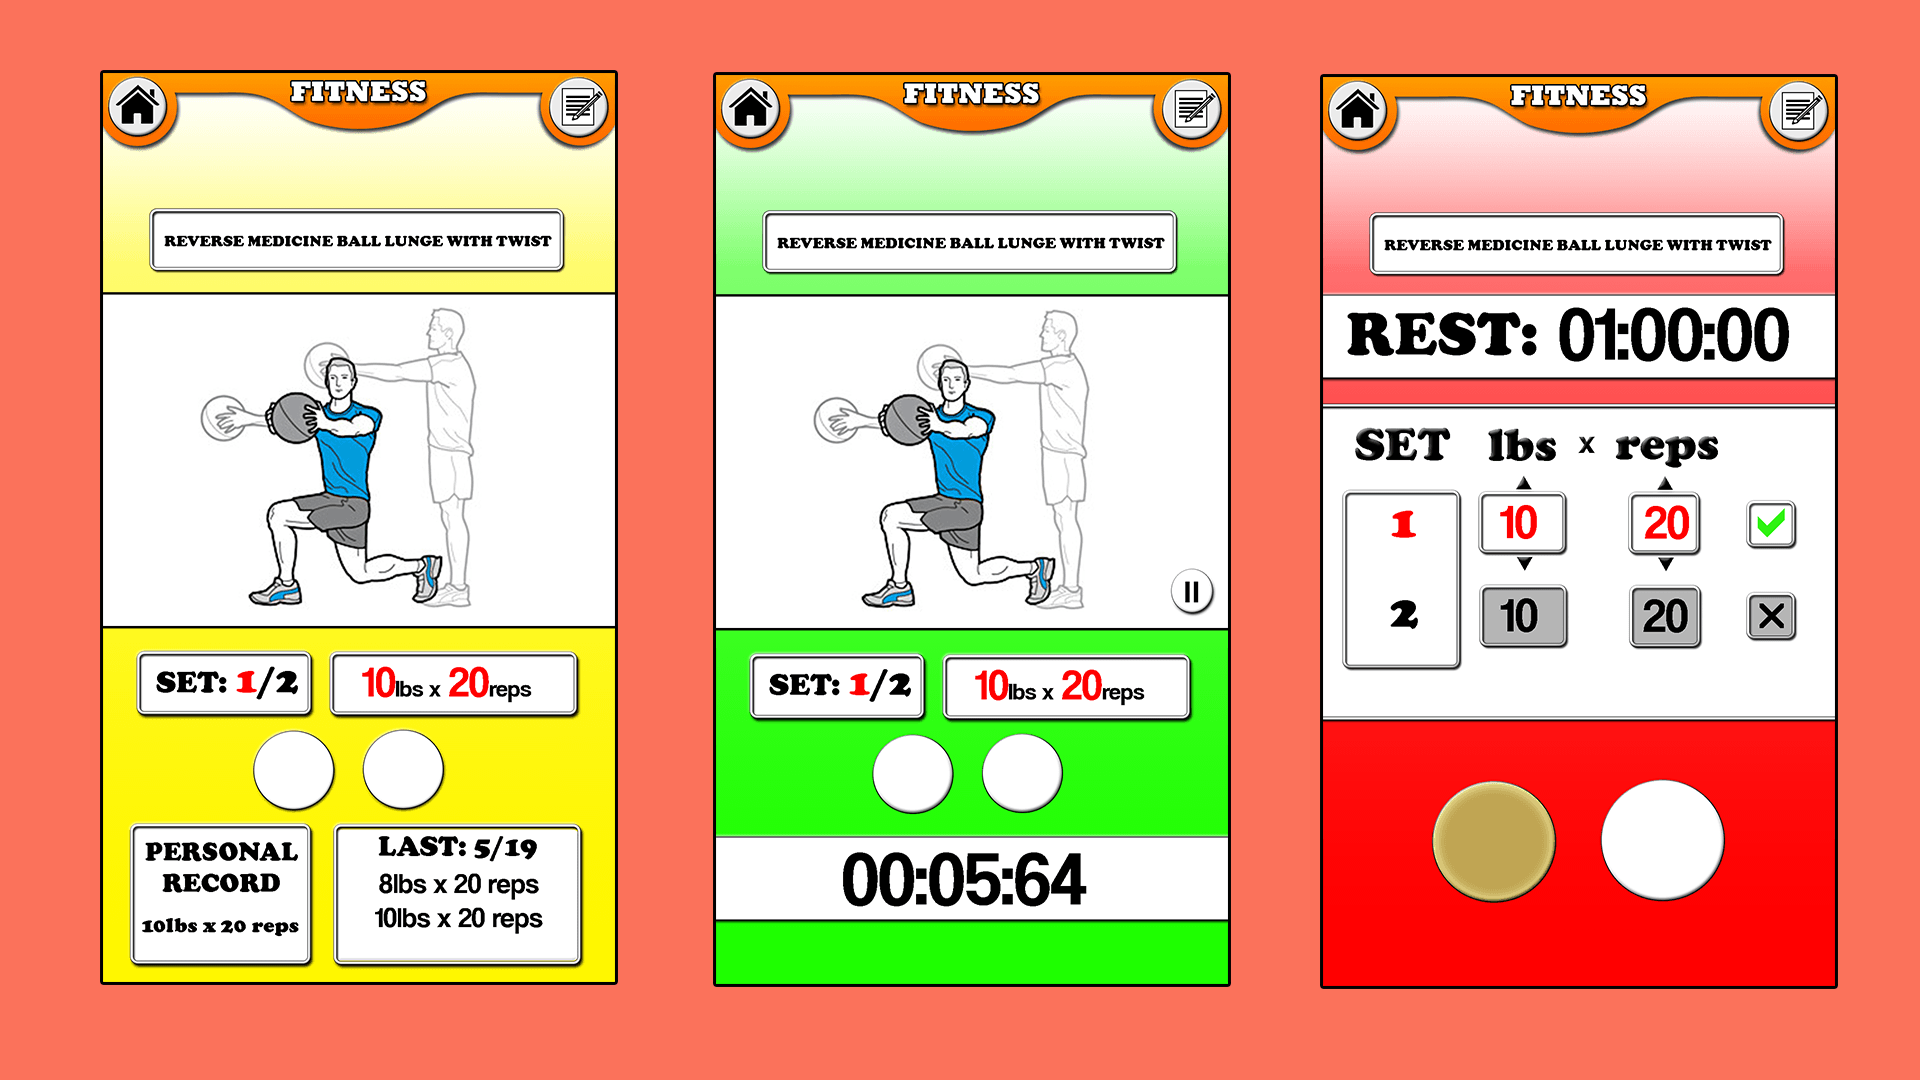 FITNESS
REVERSE MEDICINE BALL LUNGE WITH TWIST
SET: 1/2
10lbs x 20reps
PERSONAL
RECORD
10lbs x 20 reps
LAST: 5/19
8lbs x 20 reps
10lbs x 20 reps
FITNESS
REVERSE MEDICINE BALL LUNGE WITH TWIST
SET: 1/2
10lbs x 20reps
00:05:64
FITNESS
REVERSE MEDICINE BALL LUNGE WITH TWIST
REST: 01:00:00
SET lbs x reps
1 10 20
2 10 20